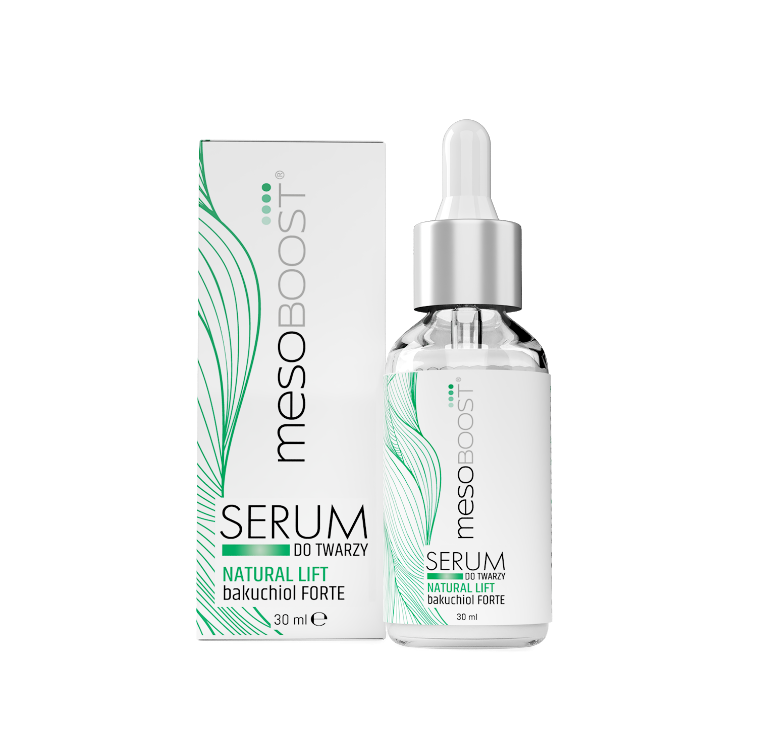 mesoBOOST®
SERUM
DO TWARZY
NATURAL LIFT
bakuchiol FORTE
30 ml ℮
mesoBOOST®
SERUM
DO TWARZY
NATURAL LIFT
bakuchiol FORTE
30 ml